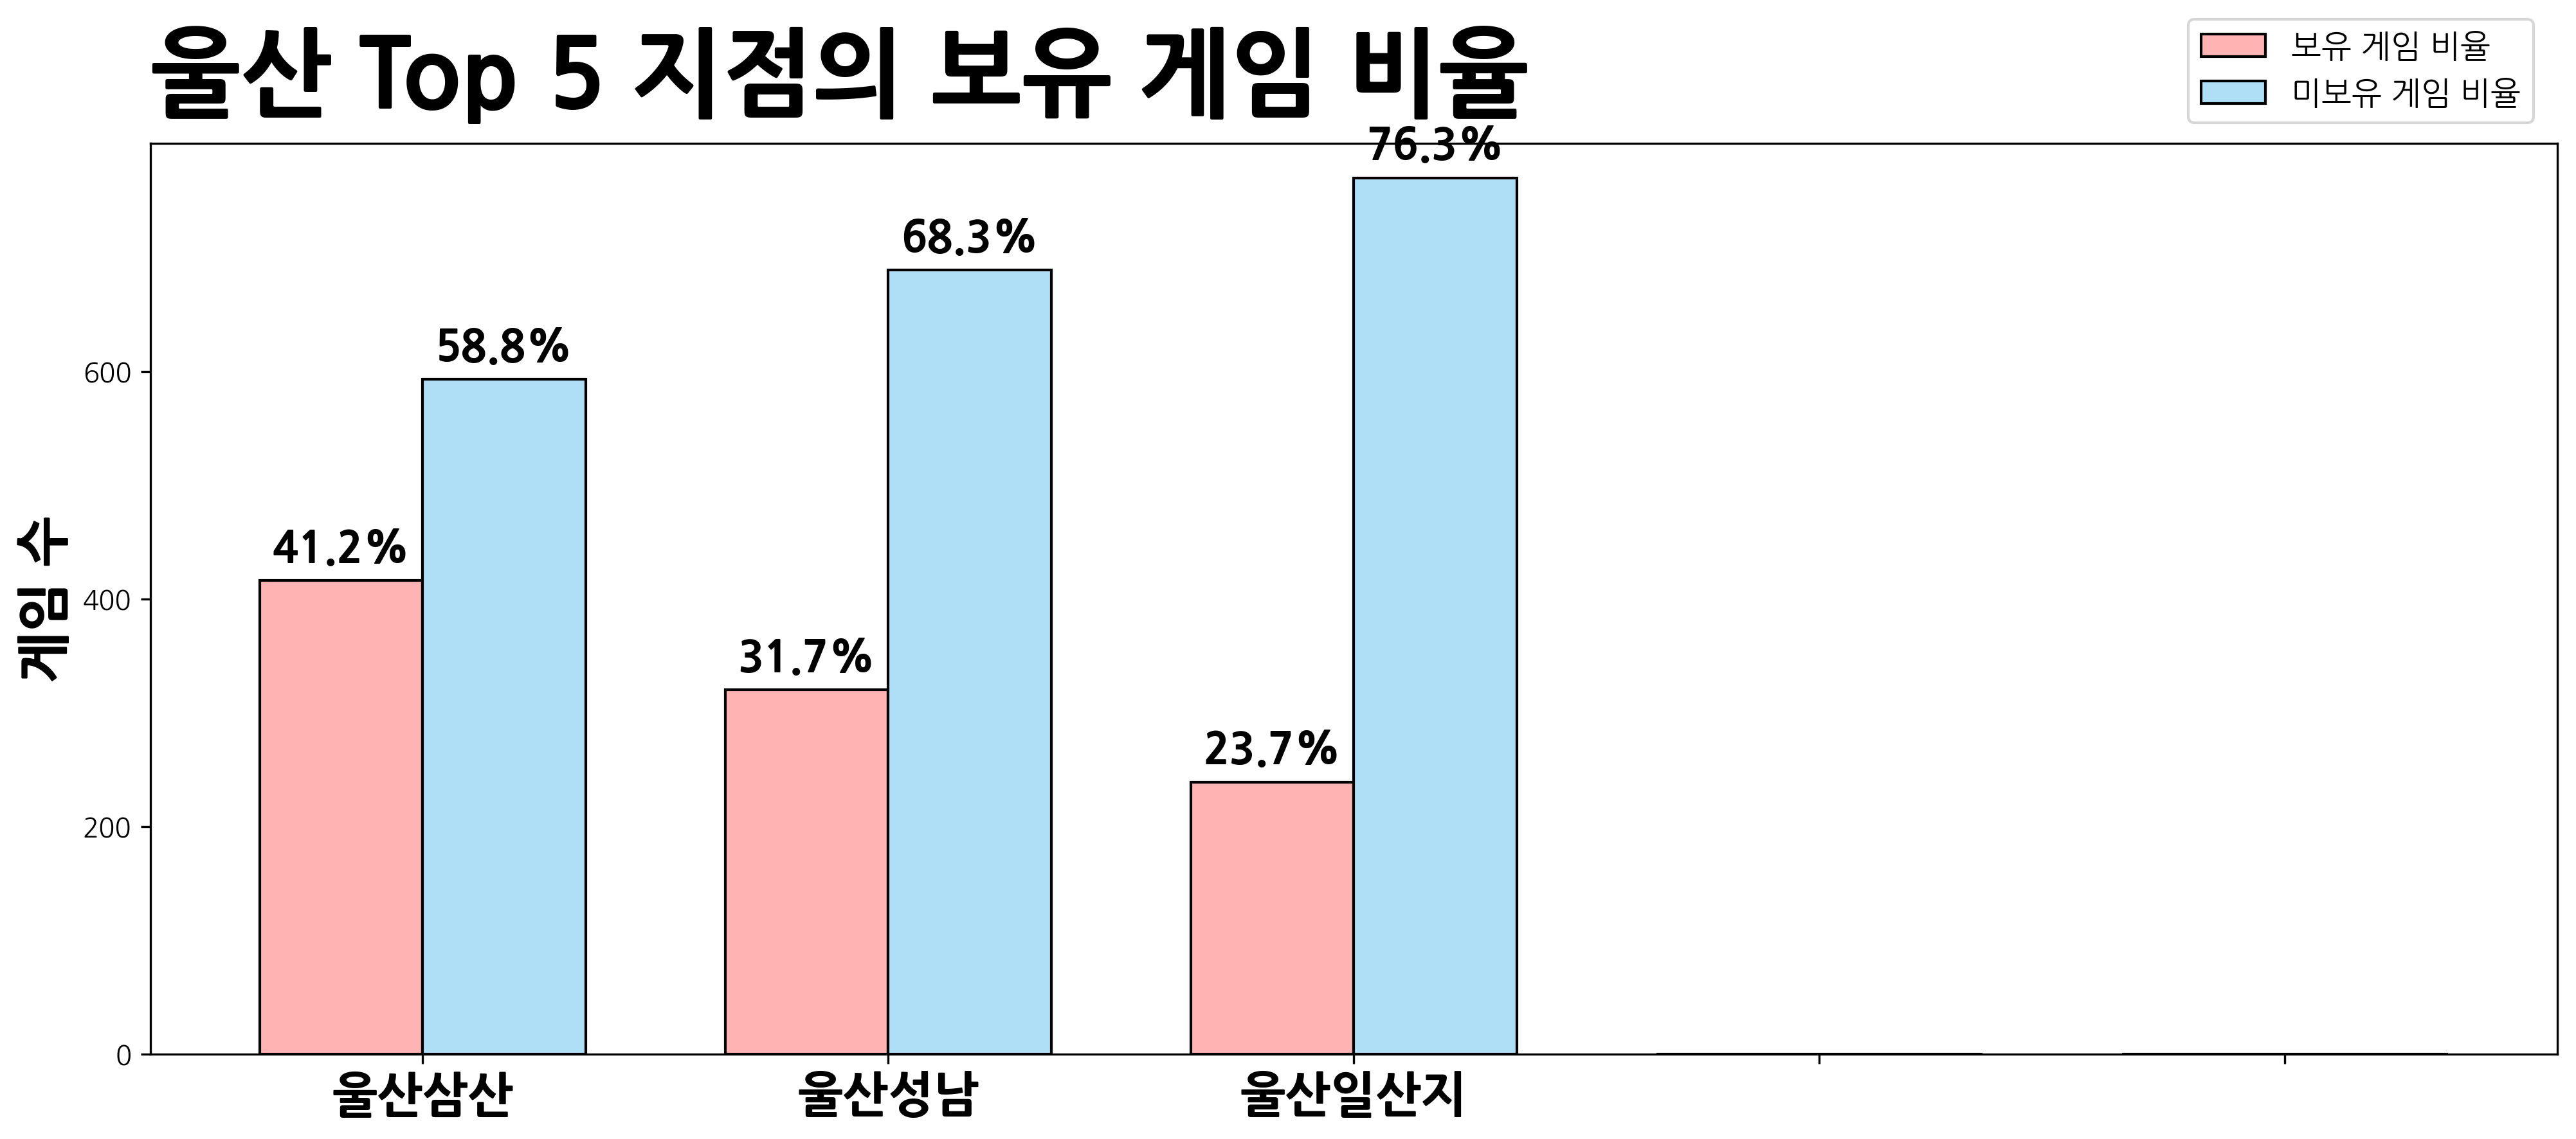 울산 Top 5 지점의 보유 게임 비율
보유 게임 비율
미보유 게임 비율
76.3%
68.3%
58.8%
600
41.2%
게임 수
400
31.7%
23.7%
200
0
울산삼산
울산성남
울산일산지